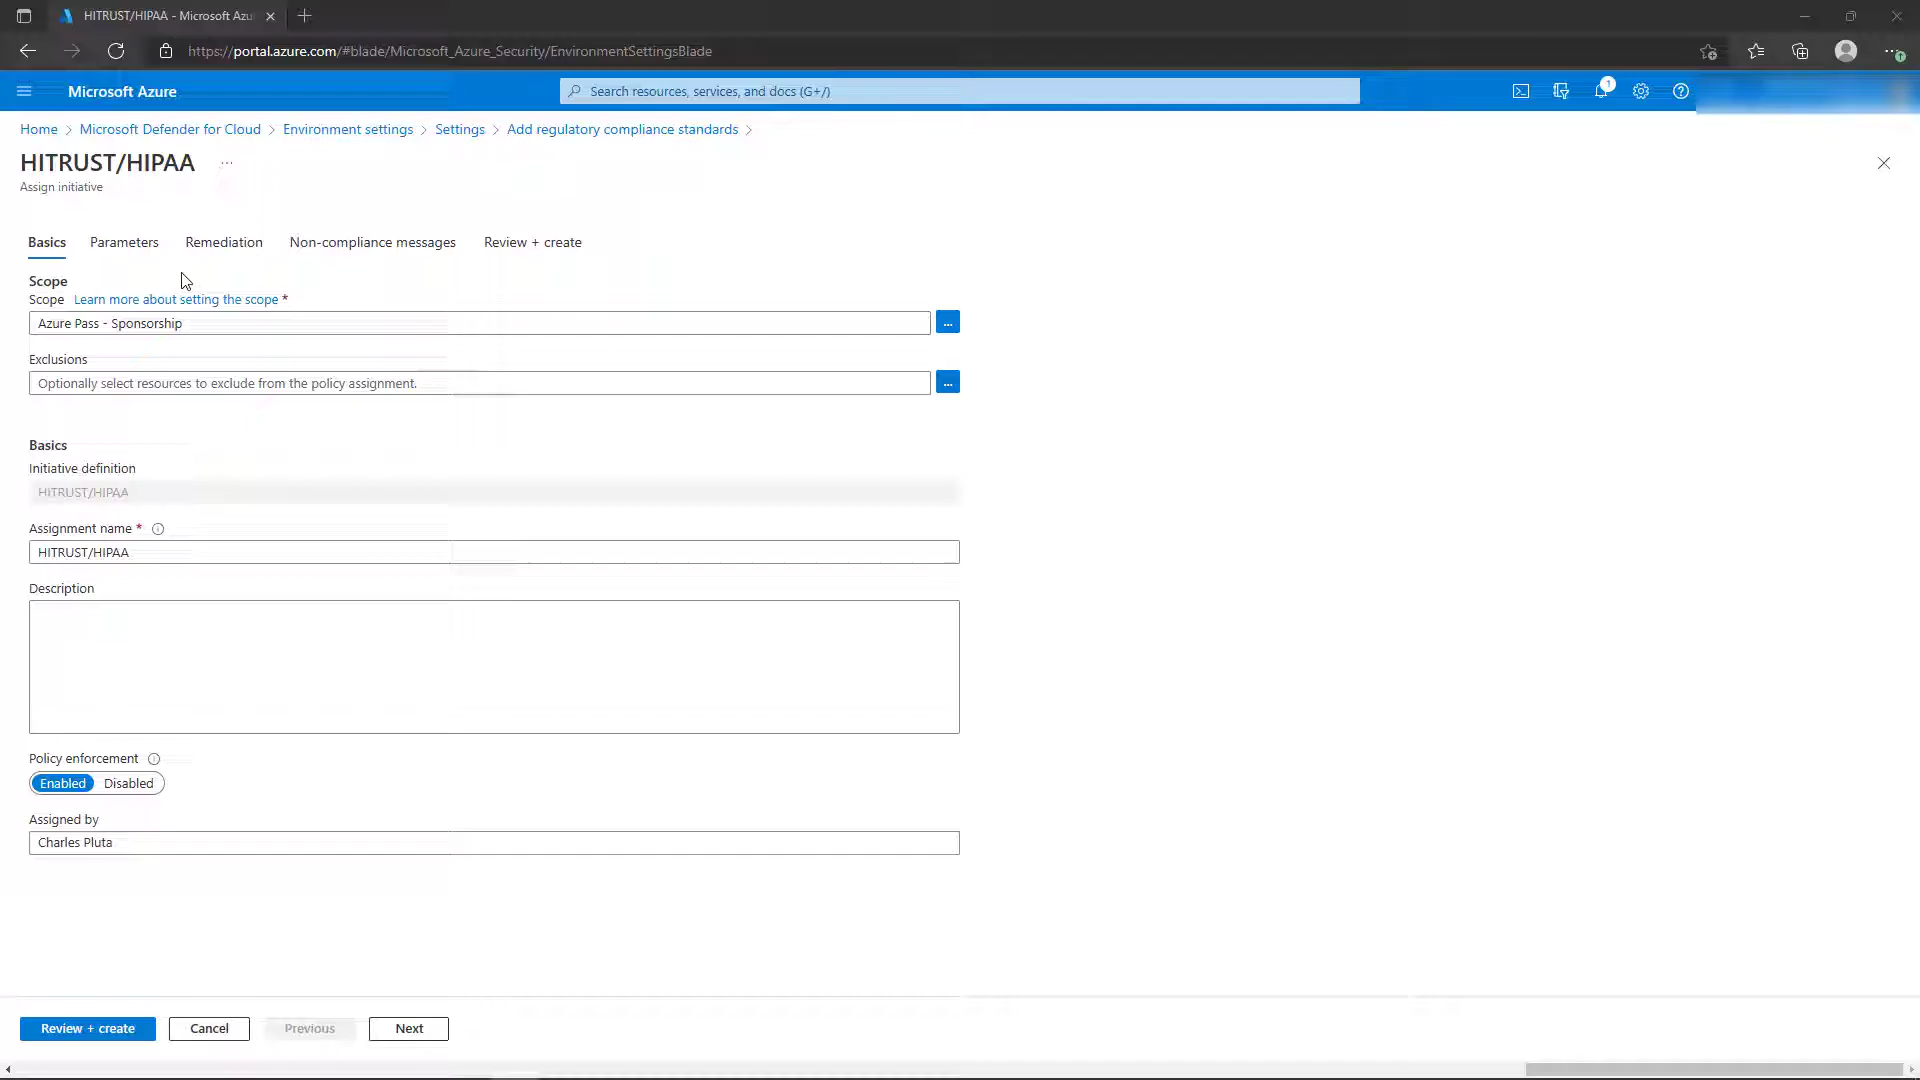 HITRUST/HIPAA - Microsoft Azu
https://portal.azure.com/#blade/Microsoft_Azure_Security/EnvironmentSettingsBlade
Microsoft Azure
Search resources, services, and docs (G+/)
1
Home > Microsoft Defender for Cloud > Environment settings > Settings > Add regulatory compliance standards >
HITRUST/HIPAA ...
Assign initiative
Basics Parameters Remediation Non-compliance messages Review + create
Scope
Scope Learn more about setting the scope *
Azure Pass - Sponsorship ...
Exclusions
Optionally select resources to exclude from the policy assignment. ...
Basics
Initiative definition
HITRUST/HIPAA
Assignment name *
HITRUST/HIPAA
Description
Policy enforcement
Enabled Disabled
Assigned by
Charles Pluta
Review + create Cancel Previous Next